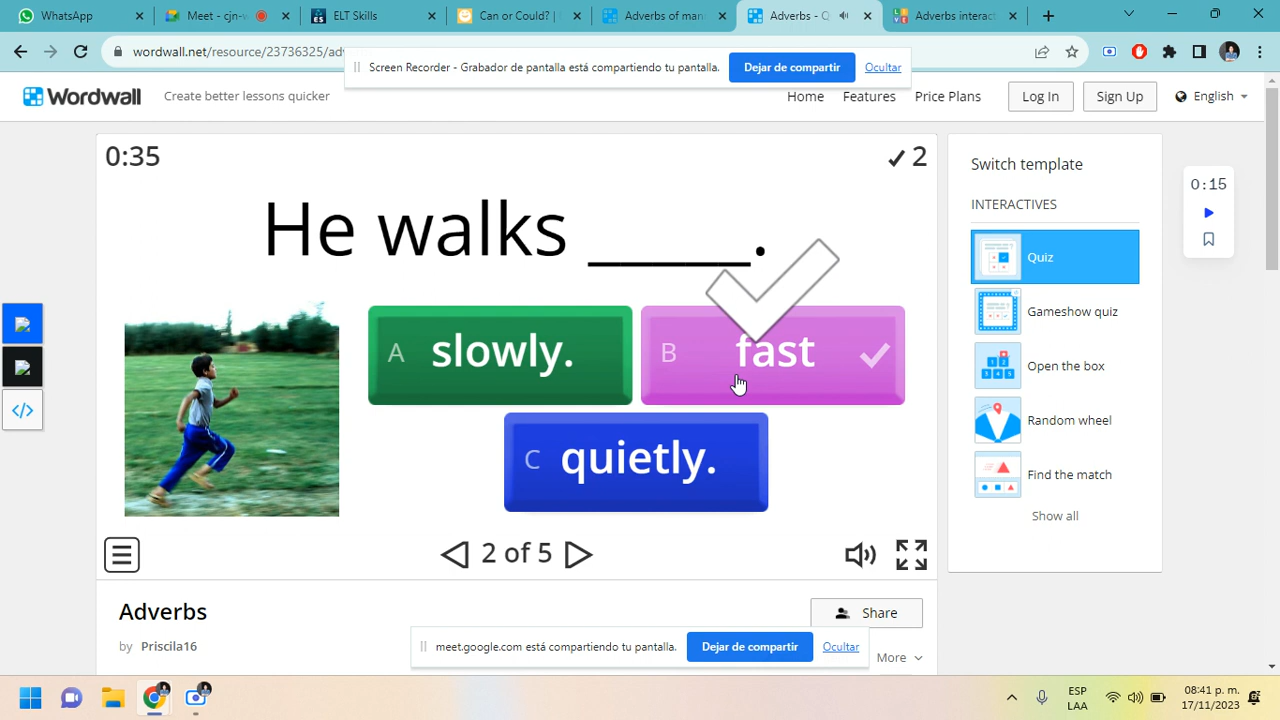 WhatsApp
Meet - cjn-v
ELT Skills
Can or Could? |
Adverbs of man
Adverbs - Q
Adverbs interac
wordwall.net/resource/23736325/adv
Screen Recorder - Grabador de pantalla está compartiendo tu pantalla.
Dejar de compartir
Ocultar
Wordwall
Create better lessons quicker
Home
Features
Price Plans
Log In
Sign Up
English
0:35
2
He walks _____.
A slowly.
B fast
C quietly.
2 of 5
Switch template
INTERACTIVES
Quiz
Gameshow quiz
Open the box
Random wheel
Find the match
Show all
0:15
Adverbs
by Priscila16
Share
More
meet.google.com está compartiendo tu pantalla.
Dejar de compartir
Ocultar
ESP
LAA
08:41 p. m.
17/11/2023